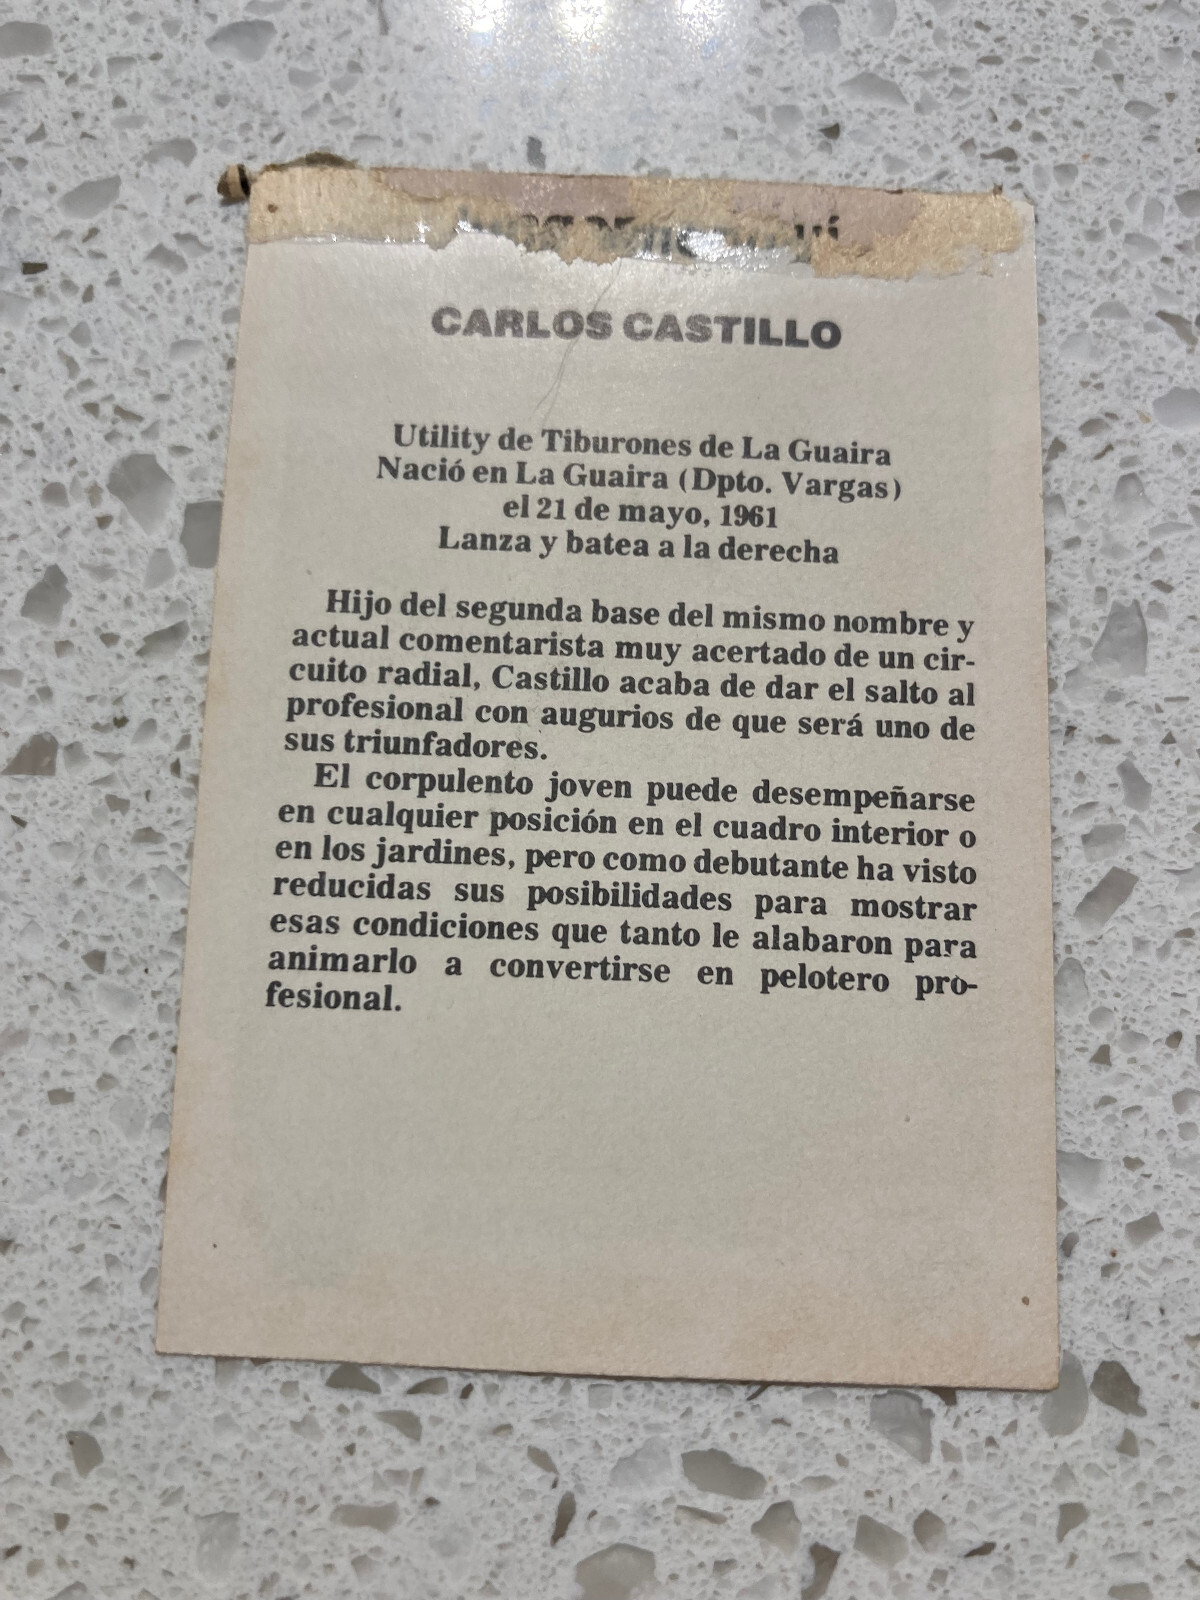 CARLOS CASTILLO
Utility de Tiburones de La Guaira
Nació en La Guaira (Dpto. Vargas)
el 21 de mayo, 1961
Lanza y batea a la derecha
Hijo del segunda base del mismo nombre y
actual comentarista muy acertado de un cir-
cuito radial, Castillo acaba de dar el salto al
profesional con augurios de que será uno de
sus triunfadores.
El corpulento joven puede desempeñarse
en cualquier posición en el cuadro interior o
en los jardines, pero como debutante ha visto
reducidas sus posibilidades para mostrar
esas condiciones que tanto le alabaron para
animarlo a convertirse en pelotero pro-
fesional.